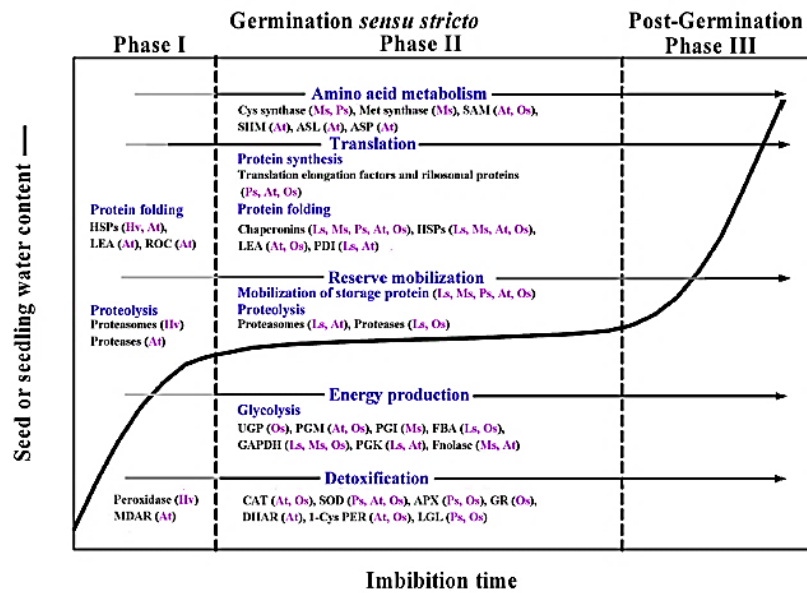 Germination sensu stricto
Post-Germination
Phase I
Phase II
Phase III
Amino acid metabolism
Cys synthase (Ms, Ps), Met synthase (Ms), SAM (At, Os)
SHM (At), ASL (At), ASP (At)
Translation
Protein synthesis
Translation elongation factors and ribosomal proteins
(Ps, At, Os)
Protein folding
HSPs (Hv, At),
LEA (At), ROC (At)
Protein folding
Chaperonins (Ls, Ms, Ps, At, Os), HSPs (Ls, Ms, At, Os),
LEA (At, Os), PDI (Ls, At)
Reserve mobilization
Mobilization of storage protein (Ls, Ms, Ps, At, Os)
Proteolysis
Proteasomes (Hv)
Proteases (At)
Proteolysis
Proteasomes (Ls, At), Proteases (Ls, Os)
Energy production
Glycolysis
UGP (Os), PGM (At, Os), PGI (Ms), FBA (Ls, Os),
GAPDH (Ls, Ms, Os), PGK (Ls, At), Fnolase (Ms, At)
Detoxification
Peroxidase (Hv)
MDAR (At)
CAT (At, Os), SOD (Ps, At, Os), APX (Ps, Os), GR (Os),
DHAR (At), 1-Cys PER (At, Os), LGL (Ps, Os)
Seed or seedling water content
Imbibition time